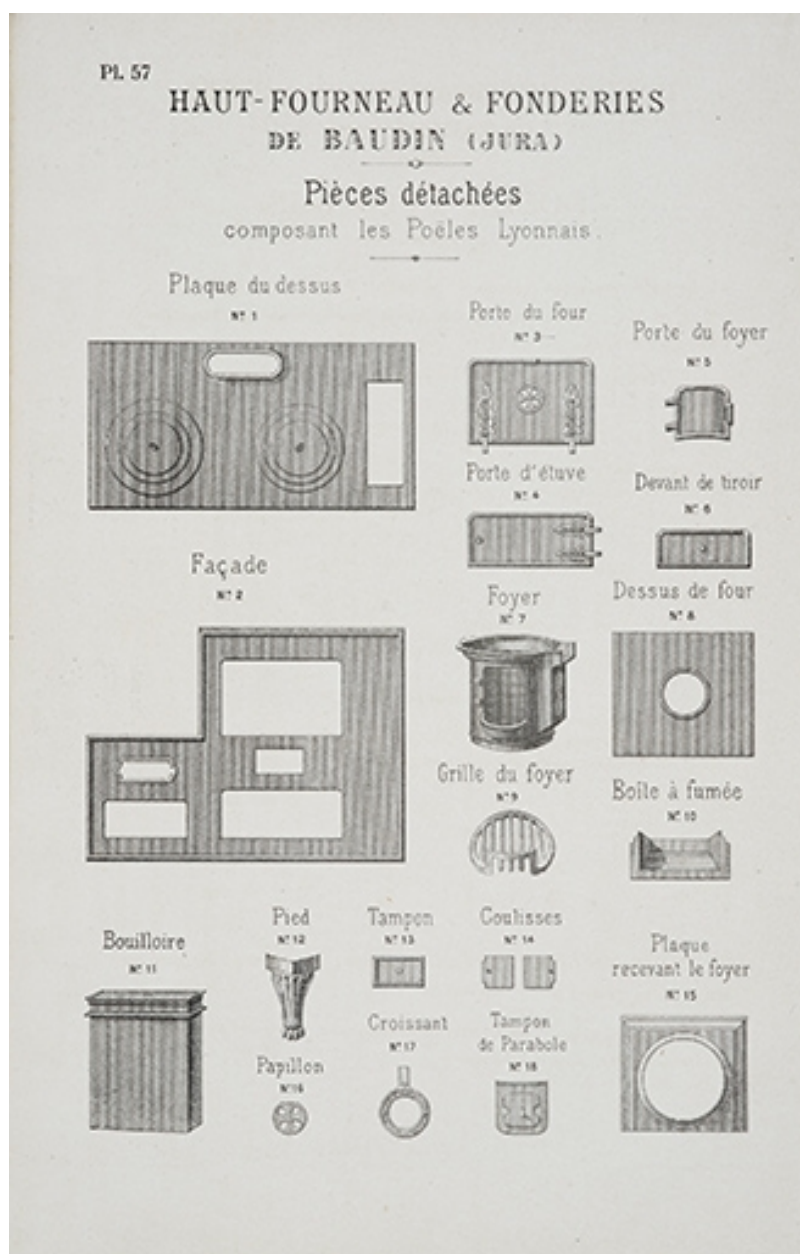 Pl. 57
HAUT-FOURNEAU & FONDERIES
DE BAUDIN (JURA)
Pièces détachées
composant les Poëles Lyonnais.
Plaque du dessus
N° 1
Porte du four
N° 3
Porte du foyer
N° 5
Porte d'étuve
N° 4
Devant de tiroir
N° 6
Façade
N° 2
Foyer
N° 7
Dessus de four
N° 8
Grille du foyer
N° 9
Boîte à fumée
N° 10
Bouilloire
N° 11
Pied
N° 12
Tampon
N° 13
Coulisses
N° 14
Plaque
recevant le foyer
N° 15
Papillon
N° 16
Croissant
N° 17
Tampon
de Parabole
N° 18